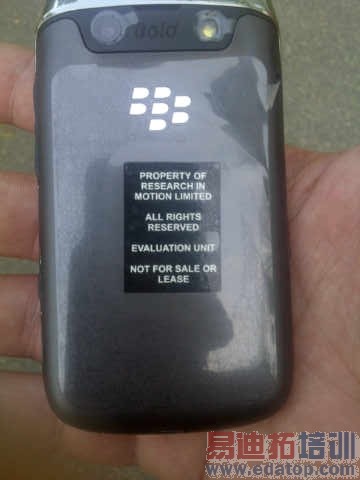 Bold
PROPERTY OF
RESEARCH IN
MOTION LIMITED
ALL RIGHTS
RESERVED
EVALUATION UNIT
NOT FOR SALE OR
LEASE
易迪拓培训
www.edatop.com